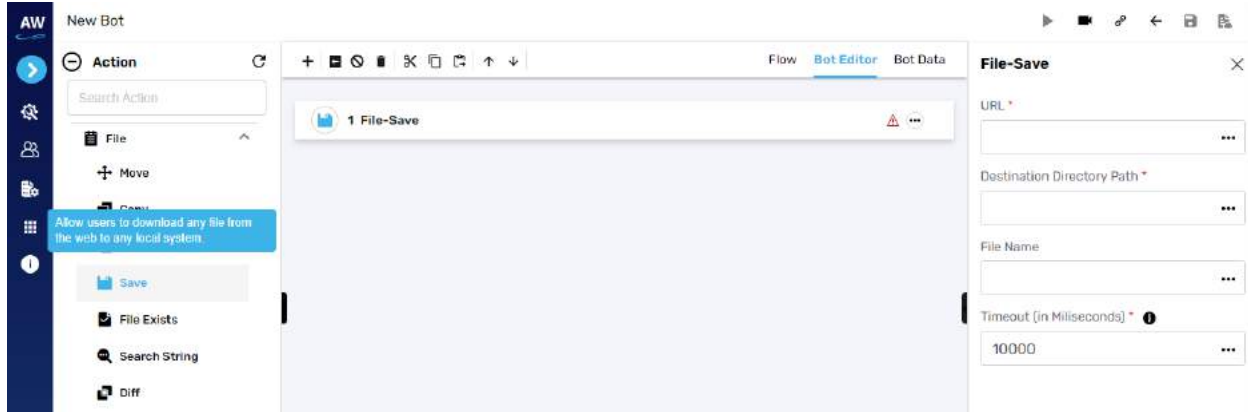 AW
New Bot
Action
Search Action
File
Move
Copy
Allow users to download any file from
the web to any local system.
Save
File Exists
Search String
Diff
Flow Bot Editor Bot Data
1 File-Save
File-Save
URL *
Destination Directory Path *
File Name
Timeout (in Miliseconds) *
10000